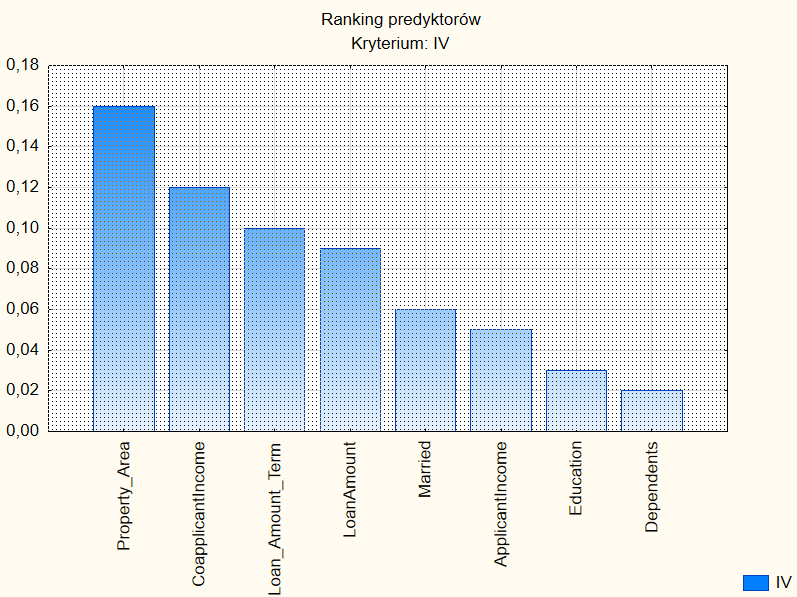 Ranking predyktorów
Kryterium: IV
0,18
0,16
0,14
0,12
0,10
0,08
0,06
0,04
0,02
0,00
Property_Area
CoapplicantIncome
Loan_Amount_Term
LoanAmount
Married
ApplicantIncome
Education
Dependents
IV